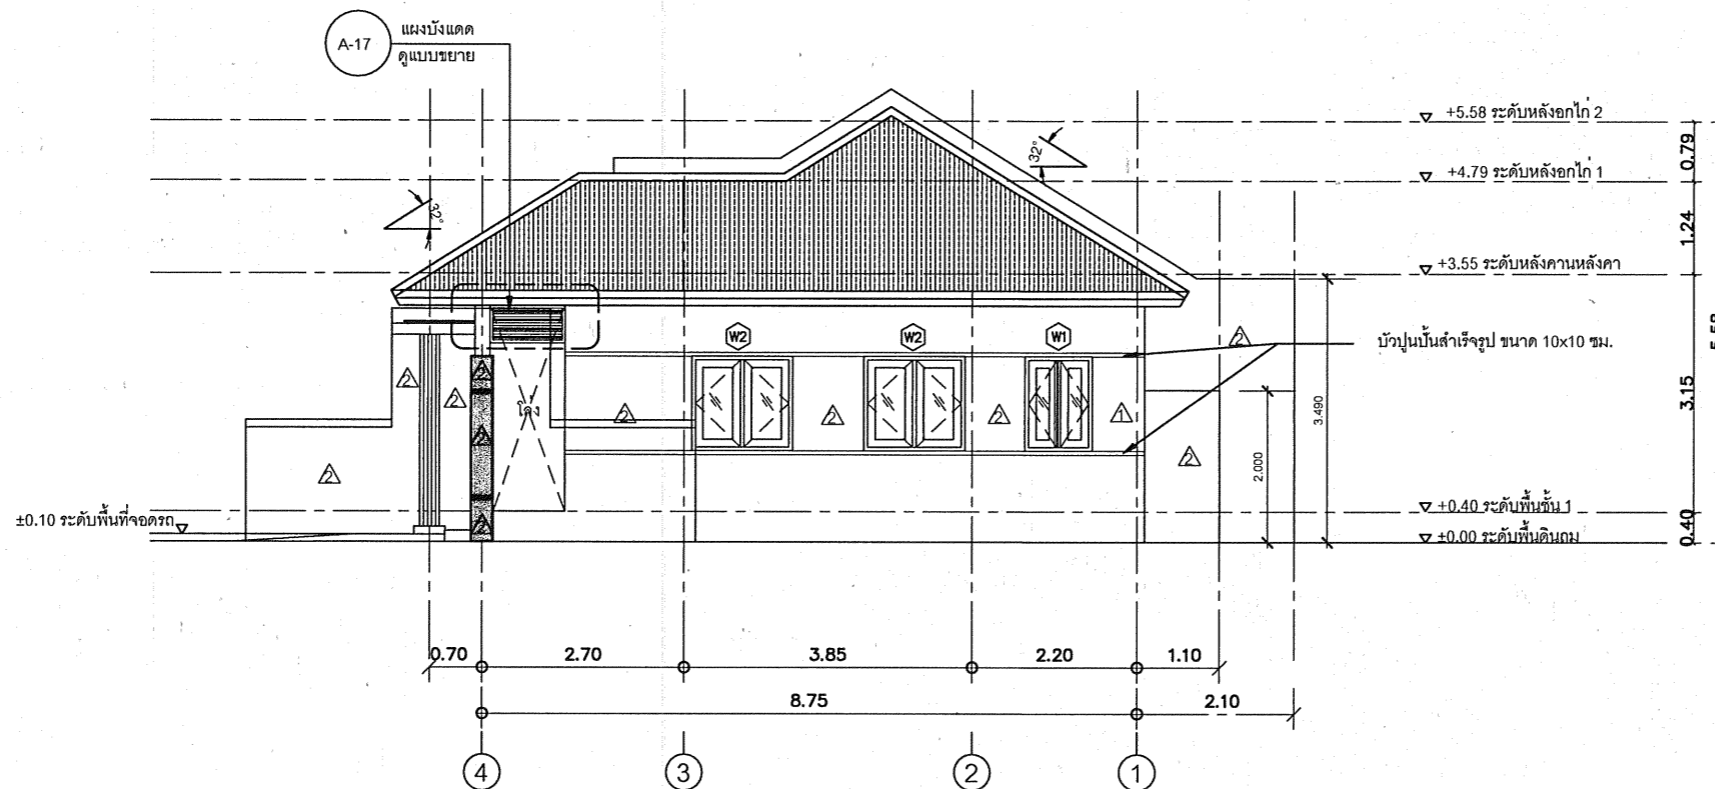 A-17
แผงบังแดด
ดูแบบขยาย
+5.58 ระดับหลังอกไก่ 2
0.79
32°
+4.79 ระดับหลังอกไก่ 1
32°
1.24
+3.55 ระดับหลังคานหลังคา
5.58
W2
W2
W1
2
บัวปูนปั้นสำเร็จรูป ขนาด 10x10 ซม.
2
2
2
3.15
โล่ง
2
2
2
1
3.490
2
2
2
2.000
±0.10 ระดับพื้นที่จอดรถ
2
+0.40 ระดับพื้นชั้น 1
0.40
±0.00 ระดับพื้นดินถม
0.70
2.70
3.85
2.20
1.10
8.75
2.10
4
3
2
1